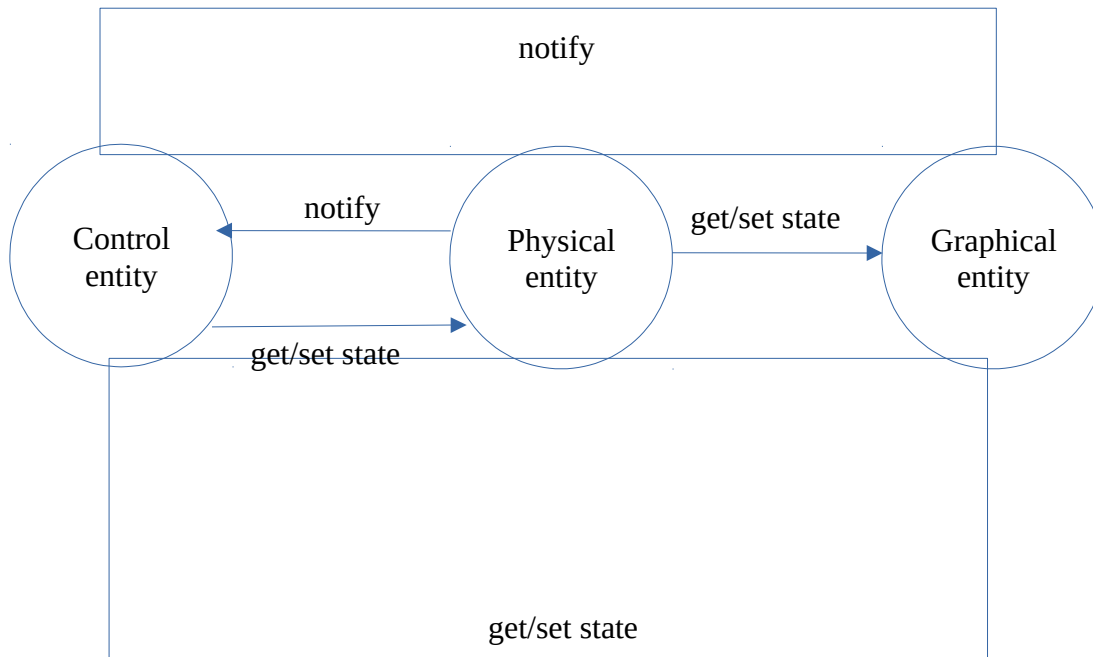 notify
notify
get/set state
Control
entity
Physical
entity
Graphical
entity
get/set state
get/set state